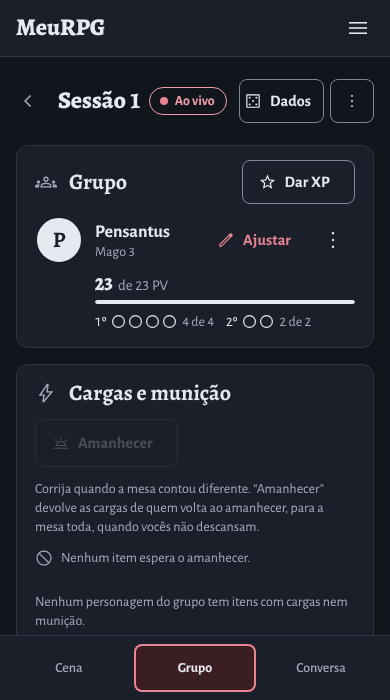 MeuRPG
Sessão 1
Ao vivo
Dados
Grupo
Dar XP
P
Pensantus
Mago 3
Ajustar
23 de 23 PV
1º 4 de 4 2º 2 de 2
Cargas e munição
Amanhecer
Corrija quando a mesa contou diferente. “Amanhecer”
devolve as cargas de quem volta ao amanhecer, para a
mesa toda, quando vocês não descansam.
Nenhum item espera o amanhecer.
Nenhum personagem do grupo tem itens com cargas nem
munição.
Cena
Grupo
Conversa